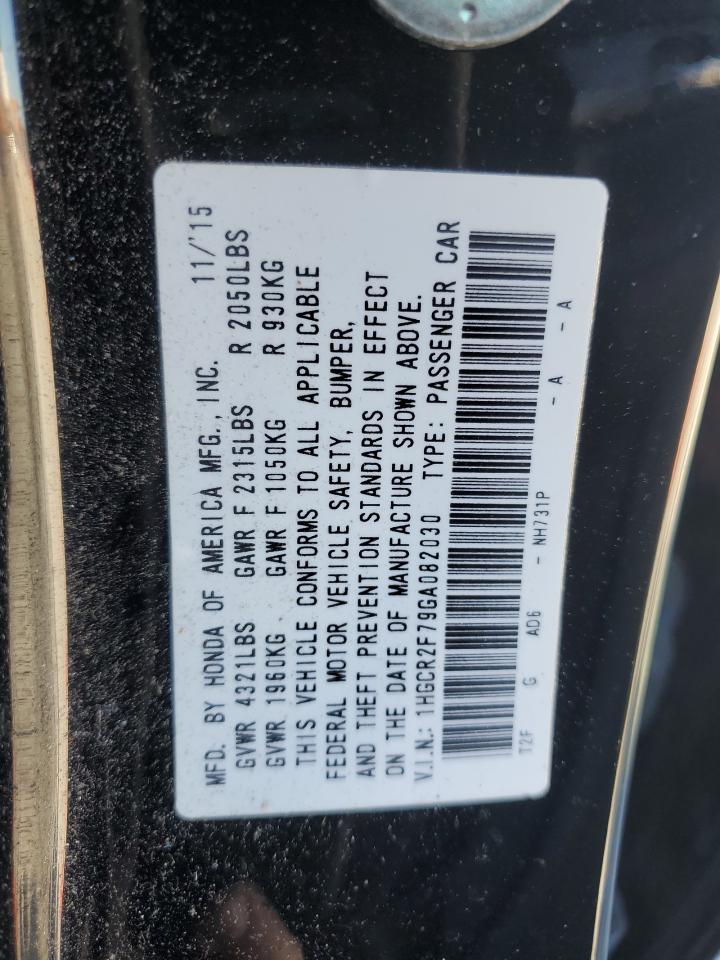 MFD. BY HONDA OF AMERICA MFG., INC. 11/'15
GVWR 4321LBS GAWR F 2315LBS R 2050LBS
GVWR 1960KG GAWR F 1050KG R 930KG
THIS VEHICLE CONFORMS TO ALL APPLICABLE
FEDERAL MOTOR VEHICLE SAFETY, BUMPER,
AND THEFT PREVENTION STANDARDS IN EFFECT
ON THE DATE OF MANUFACTURE SHOWN ABOVE.
V.I.N.: 1HGCR2F79GA082030 TYPE: PASSENGER CAR
T2F G AD6 - NH731P - A - A